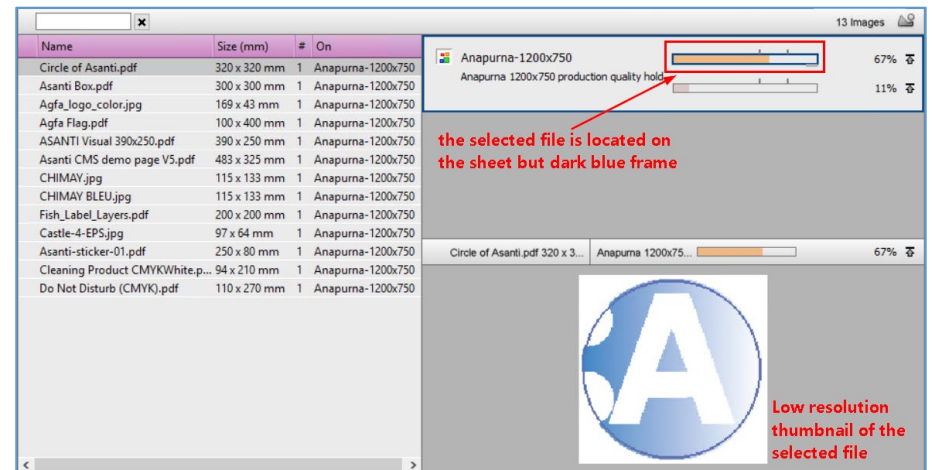 13 Images
Name Size (mm) # On
Circle of Asanti.pdf 320 x 320 mm 1 Anapurna-1200x750
Asanti Box.pdf 300 x 300 mm 1 Anapurna-1200x750
Agfa_logo_color.jpg 169 x 43 mm 1 Anapurna-1200x750
Agfa Flag.pdf 100 x 400 mm 1 Anapurna-1200x750
ASANTI Visual 390x250.pdf 390 x 250 mm 1 Anapurna-1200x750
Asanti CMS demo page V5.pdf 483 x 325 mm 1 Anapurna-1200x750
CHIMAY.jpg 115 x 133 mm 1 Anapurna-1200x750
CHIMAY BLEU.jpg 115 x 133 mm 1 Anapurna-1200x750
Fish_Label_Layers.pdf 200 x 200 mm 1 Anapurna-1200x750
Castle-4-EPS.jpg 97 x 64 mm 1 Anapurna-1200x750
Asanti-sticker-01.pdf 250 x 80 mm 1 Anapurna-1200x750
Cleaning Product CMYKWhite.p... 94 x 210 mm 1 Anapurna-1200x750
Do Not Disturb (CMYK).pdf 110 x 270 mm 1 Anapurna-1200x750
Anapurna-1200x750 67%
Anapurna 1200x750 production quality hold
11%
the selected file is located on
the sheet but dark blue frame
Circle of Asanti.pdf 320 x 3... Anapurna 1200x75... 67%
A
Low resolution
thumbnail of the
selected file